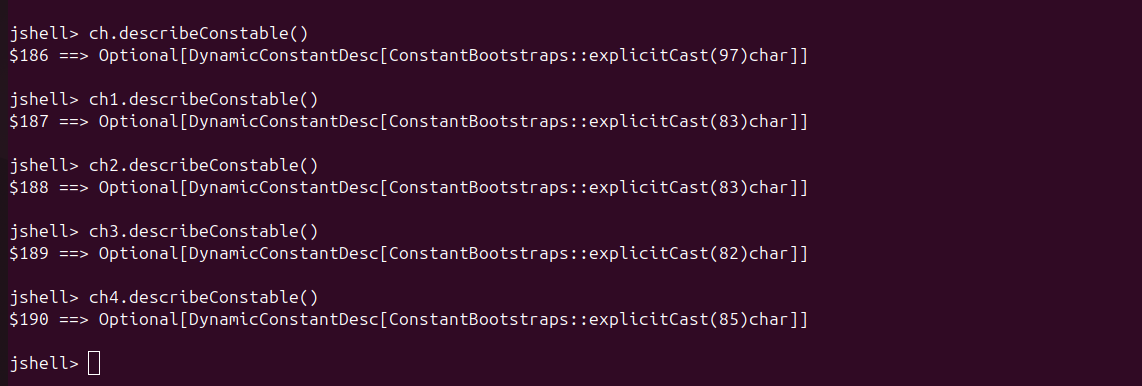 jshell> ch.describeConstable()
$186 ==> Optional[DynamicConstantDesc[ConstantBootstraps::explicitCast(97)char]]
jshell> ch1.describeConstable()
$187 ==> Optional[DynamicConstantDesc[ConstantBootstraps::explicitCast(83)char]]
jshell> ch2.describeConstable()
$188 ==> Optional[DynamicConstantDesc[ConstantBootstraps::explicitCast(83)char]]
jshell> ch3.describeConstable()
$189 ==> Optional[DynamicConstantDesc[ConstantBootstraps::explicitCast(82)char]]
jshell> ch4.describeConstable()
$190 ==> Optional[DynamicConstantDesc[ConstantBootstraps::explicitCast(85)char]]
jshell>